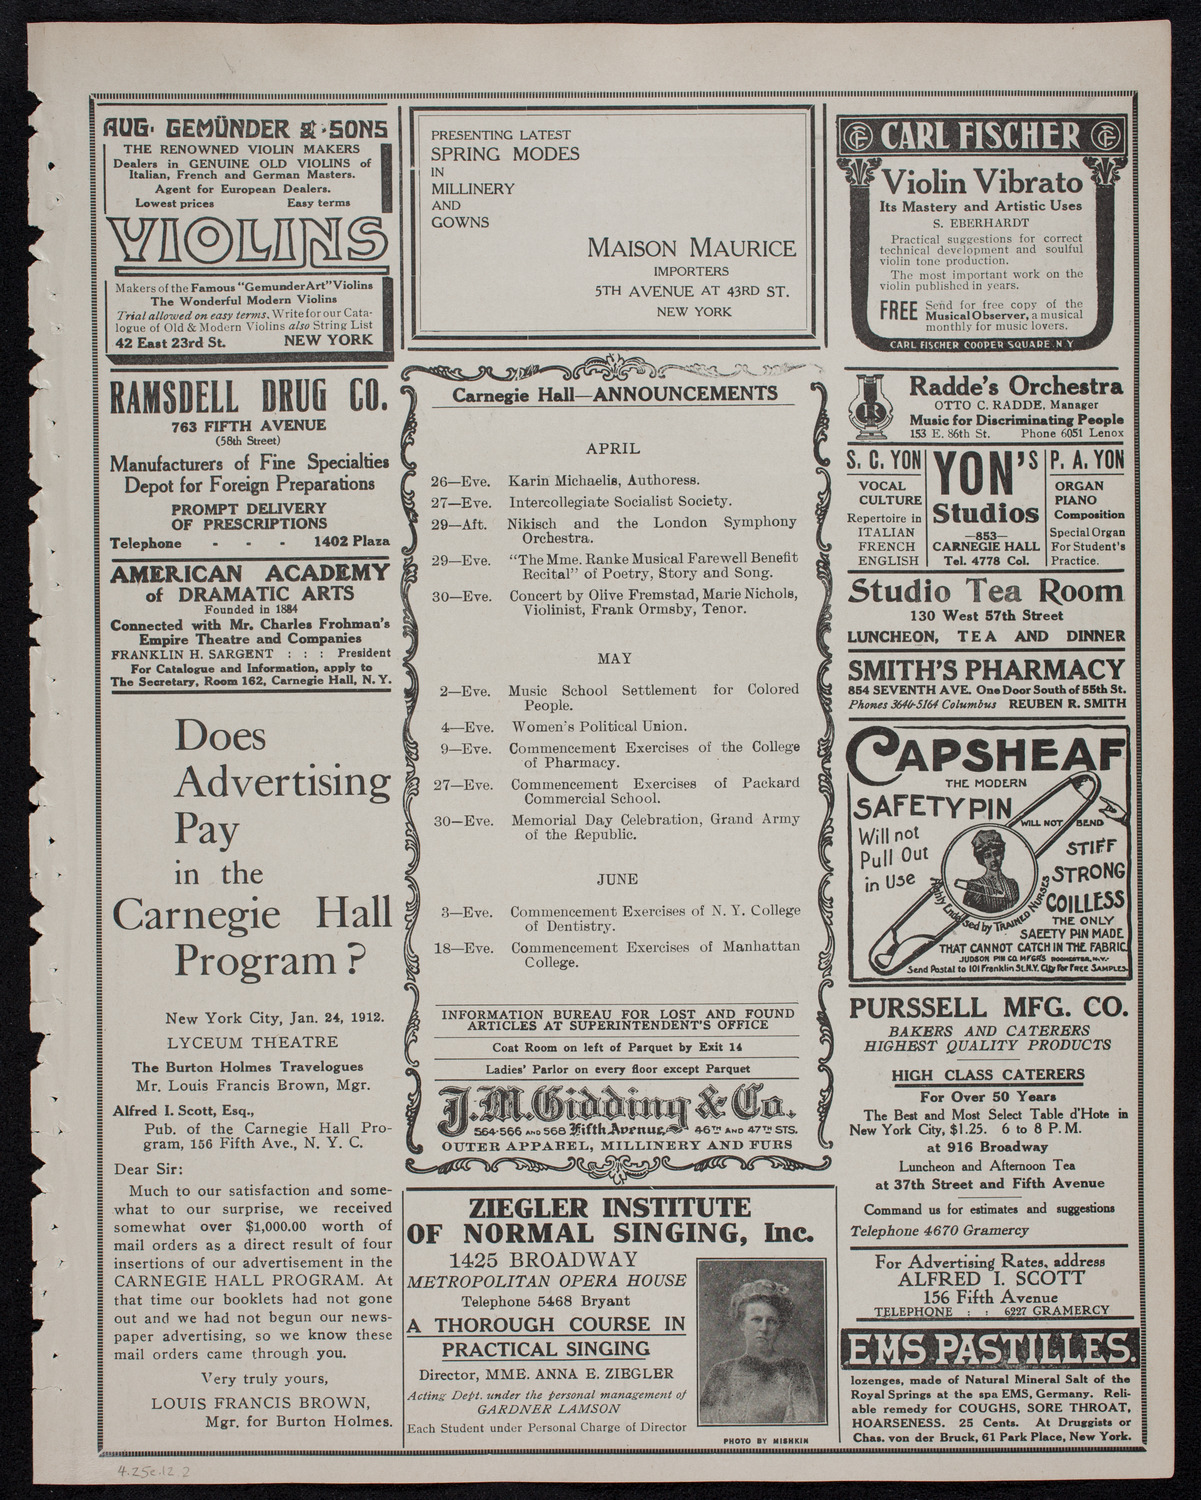 AUG. GEMÜNDER & SONS
THE RENOWNED VIOLIN MAKERS
Dealers in GENUINE OLD VIOLINS of
Italian, French and German Masters.
Agent for European Dealers.
Lowest prices Easy terms
VIOLINS
Makers of the Famous "Gemunder Art" Violins
The Wonderful Modern Violins
Trial allowed on easy terms. Write for our Cata-
logue of Old & Modern Violins also String List
42 East 23rd St. NEW YORK
RAMSDELL DRUG CO.
763 FIFTH AVENUE
(58th Street)
Manufacturers of Fine Specialties
Depot for Foreign Preparations
PROMPT DELIVERY
OF PRESCRIPTIONS
Telephone - - - 1402 Plaza
AMERICAN ACADEMY
of DRAMATIC ARTS
Founded in 1884
Connected with Mr. Charles Frohman's
Empire Theatre and Companies
FRANKLIN H. SARGENT : : : President
For Catalogue and Information, apply to
The Secretary, Room 162, Carnegie Hall, N. Y.
Does
Advertising
Pay
in the
Carnegie Hall
Program?
New York City, Jan. 24, 1912.
LYCEUM THEATRE
The Burton Holmes Travelogues
Mr. Louis Francis Brown, Mgr.
Alfred I. Scott, Esq.,
Pub. of the Carnegie Hall Pro-
gram, 156 Fifth Ave., N. Y. C.
Dear Sir:
Much to our satisfaction and some-
what to our surprise, we received
somewhat over $1,000.00 worth of
mail orders as a direct result of four
insertions of our advertisement in the
CARNEGIE HALL PROGRAM. At
that time our booklets had not gone
out and we had not begun our news-
paper advertising, so we know these
mail orders came through you.
Very truly yours,
LOUIS FRANCIS BROWN,
Mgr. for Burton Holmes.
PRESENTING LATEST
SPRING MODES
IN
MILLINERY
AND
GOWNS
MAISON MAURICE
IMPORTERS
5TH AVENUE AT 43RD ST.
NEW YORK
Carnegie Hall—ANNOUNCEMENTS
APRIL
26—Eve. Karin Michaelis, Authoress.
27—Eve. Intercollegiate Socialist Society.
29—Aft. Nikisch and the London Symphony
Orchestra.
29—Eve. "The Mme. Ranke Musical Farewell Benefit
Recital" of Poetry, Story and Song.
30—Eve. Concert by Olive Fremstad, Marie Nichols,
Violinist, Frank Ormsby, Tenor.
MAY
2—Eve. Music School Settlement for Colored
People.
4—Eve. Women's Political Union.
9—Eve. Commencement Exercises of the College
of Pharmacy.
27—Eve. Commencement Exercises of Packard
Commercial School.
30—Eve. Memorial Day Celebration, Grand Army
of the Republic.
JUNE
3—Eve. Commencement Exercises of N. Y. College
of Dentistry.
18—Eve. Commencement Exercises of Manhattan
College.
INFORMATION BUREAU FOR LOST AND FOUND
ARTICLES AT SUPERINTENDENT'S OFFICE
Coat Room on left of Parquet by Exit 14
Ladies' Parlor on every floor except Parquet
J.M. Gidding & Co.
564-566 AND 568 Fifth Avenue, 46TH AND 47TH STS.
OUTER APPAREL, MILLINERY AND FURS
ZIEGLER INSTITUTE
OF NORMAL SINGING, Inc.
1425 BROADWAY
METROPOLITAN OPERA HOUSE
Telephone 5468 Bryant
A THOROUGH COURSE IN
PRACTICAL SINGING
Director, MME. ANNA E. ZIEGLER
Acting Dept. under the personal management of
GARDNER LAMSON
Each Student under Personal Charge of Director
PHOTO BY MISHKIN
CF CARL FISCHER CF
Violin Vibrato
Its Mastery and Artistic Uses
S. EBERHARDT
Practical suggestions for correct
technical development and soulful
violin tone production.
The most important work on the
violin published in years.
FREE Send for free copy of the
Musical Observer, a musical
monthly for music lovers.
CARL FISCHER COOPER SQUARE N Y
R
Radde's Orchestra
OTTO C. RADDE, Manager
Music for Discriminating People
153 E. 86th St. Phone 6051 Lenox
S. C. YON
VOCAL
CULTURE
Repertoire in
ITALIAN
FRENCH
ENGLISH
YON'S
Studios
—853—
CARNEGIE HALL
Tel. 4778 Col.
P. A. YON
ORGAN
PIANO
Composition
Special Organ
For Student's
Practice.
Studio Tea Room
130 West 57th Street
LUNCHEON, TEA AND DINNER
SMITH'S PHARMACY
854 SEVENTH AVE. One Door South of 55th St.
Phones 3646-5164 Columbus REUBEN R. SMITH
CAPSHEAF
THE MODERN
SAFETY PIN
WILL NOT BEND
Will not
Pull Out
in Use
STIFF
STRONG
COILLESS
Highly Endorsed by TRAINED NURSES
THE ONLY
SAFETY PIN MADE
THAT CANNOT CATCH IN THE FABRIC.
JUDSON PIN CO. MFGRS. ROCHESTER, N.Y.
Send Postal to 101 Franklin St. N.Y. City for FREE SAMPLES.
PURSSELL MFG. CO.
BAKERS AND CATERERS
HIGHEST QUALITY PRODUCTS
HIGH CLASS CATERERS
For Over 50 Years
The Best and Most Select Table d'Hote in
New York City, $1.25. 6 to 8 P. M.
at 916 Broadway
Luncheon and Afternoon Tea
at 37th Street and Fifth Avenue
Command us for estimates and suggestions
Telephone 4670 Gramercy
For Advertising Rates, address
ALFRED I. SCOTT
156 Fifth Avenue
TELEPHONE : : 6227 GRAMERCY
EMS PASTILLES.
lozenges, made of Natural Mineral Salt of the
Royal Springs at the spa EMS, Germany. Reli-
able remedy for COUGHS, SORE THROAT,
HOARSENESS. 25 Cents. At Druggists or
Chas. von der Bruck, 61 Park Place, New York.
4.25e.12 2